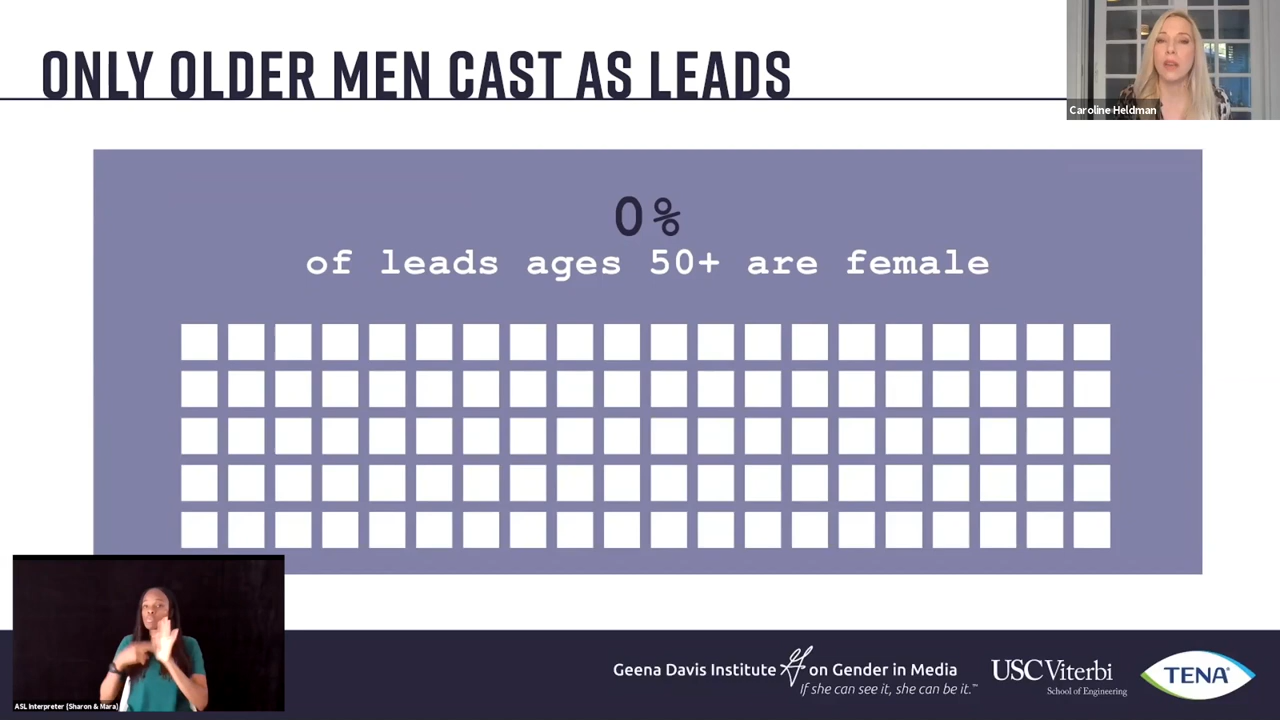 ONLY OLDER MEN CAST AS LEADS
Caroline Heldman
0%
of leads ages 50+ are female
ASL Interpreter (Sharon & Mara)
Geena Davis Institute on Gender in Media
If she can see it, she can be it.™
USC Viterbi
School of Engineering
TENA®